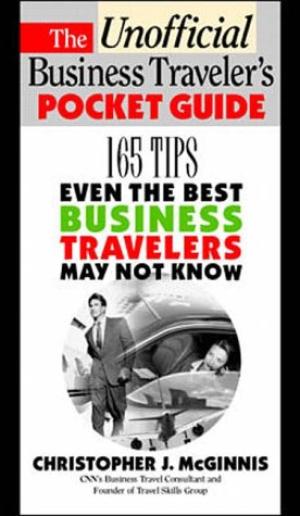 The Unofficial
Business Traveler's
POCKET GUIDE
165 TIPS
EVEN THE BEST
BUSINESS
TRAVELERS
MAY NOT KNOW
CHRISTOPHER J. McGINNIS
CNN's Business Travel Consultant and
Founder of Travel Skills Group